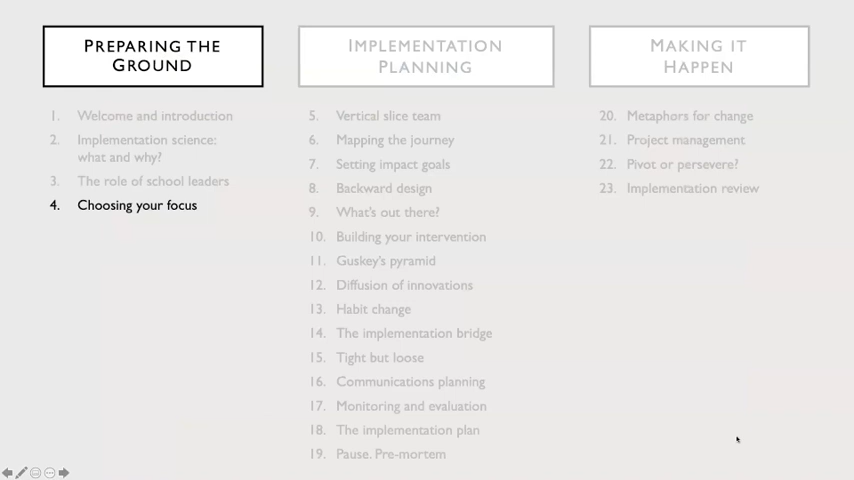 PREPARING THE
GROUND
1. Welcome and introduction
2. Implementation science:
what and why?
3. The role of school leaders
4. Choosing your focus
IMPLEMENTATION
PLANNING
5. Vertical slice team
6. Mapping the journey
7. Setting impact goals
8. Backward design
9. What's out there?
10. Building your intervention
11. Guskey's pyramid
12. Diffusion of innovations
13. Habit change
14. The implementation bridge
15. Tight but loose
16. Communications planning
17. Monitoring and evaluation
18. The implementation plan
19. Pause. Pre-mortem
MAKING IT
HAPPEN
20. Metaphors for change
21. Project management
22. Pivot or persevere?
23. Implementation review